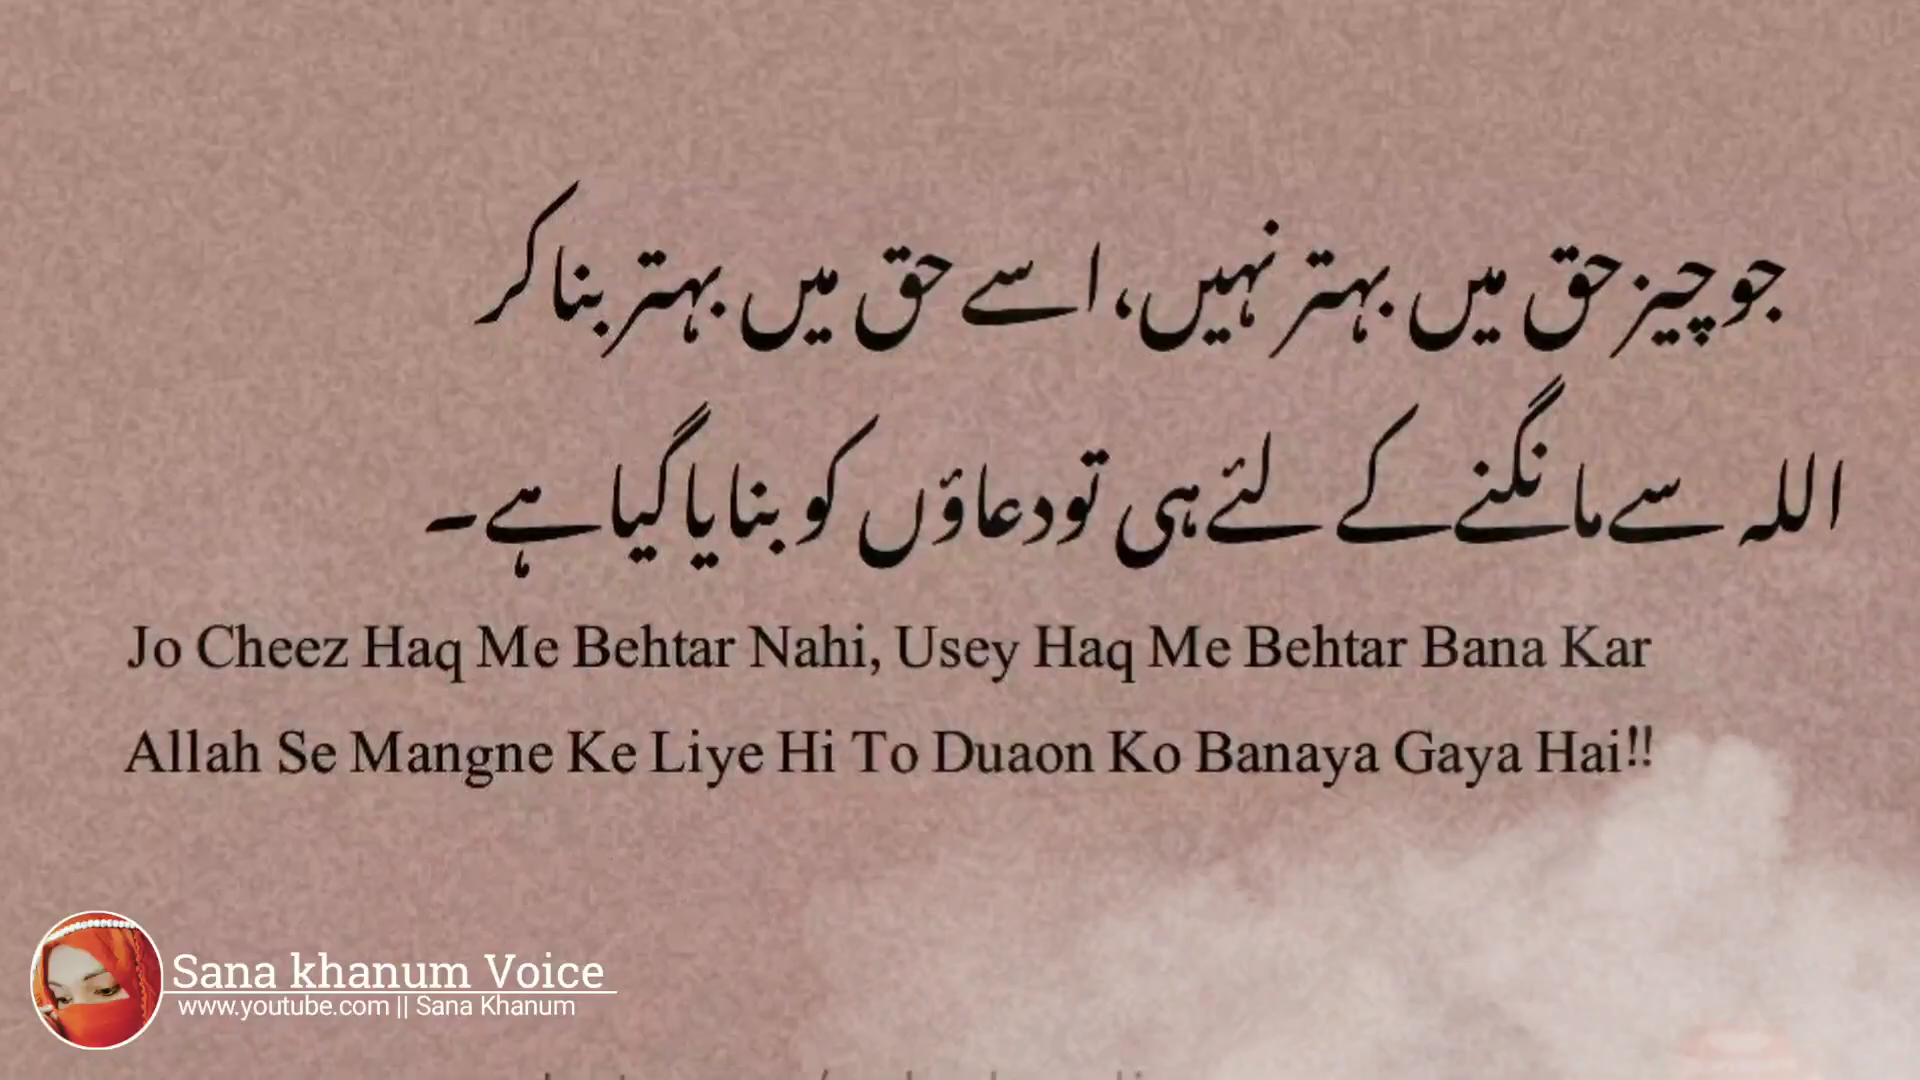 جو چیز حق میں بہتر نہیں، اسے حق میں بہتر بنا کر
اللہ سے مانگنے کے لئے ہی تو دعاؤں کو بنایا گیا ہے۔
Jo Cheez Haq Me Behtar Nahi, Usey Haq Me Behtar Bana Kar
Allah Se Mangne Ke Liye Hi To Duaon Ko Banaya Gaya Hai!!
Sana khanum Voice
www.youtube.com || Sana Khanum